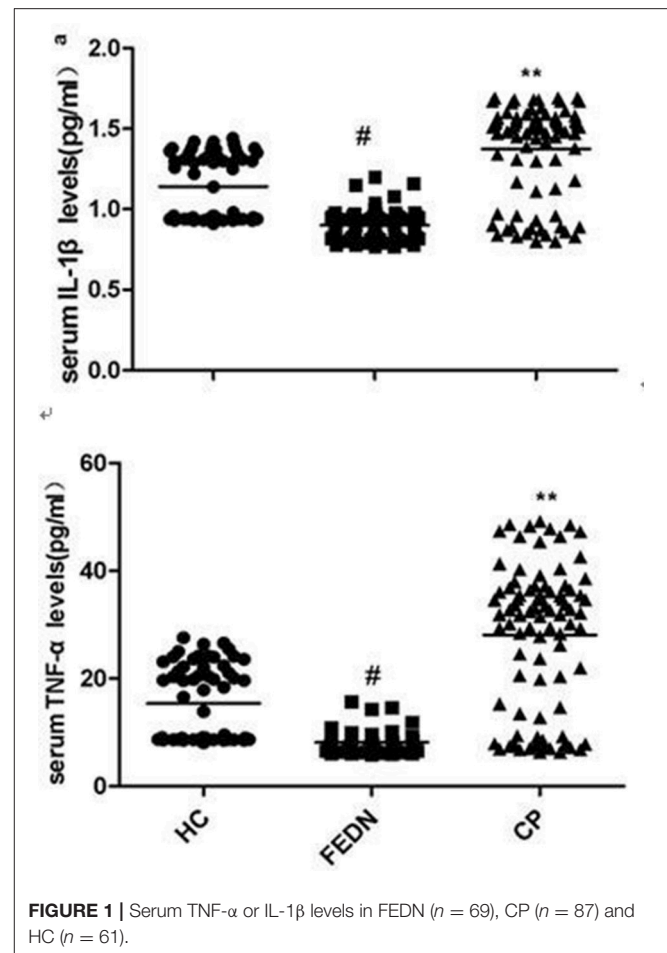 a
serum IL-1β levels(pg/ml)
2.0
1.5
1.0
0.5
0.0
#
**
↵
serum TNF-α levels(pg/ml)
60
40
20
0
#
**
HC
FEDN
CP
FIGURE 1 | Serum TNF-α or IL-1β levels in FEDN (n = 69), CP (n = 87) and
HC (n = 61).